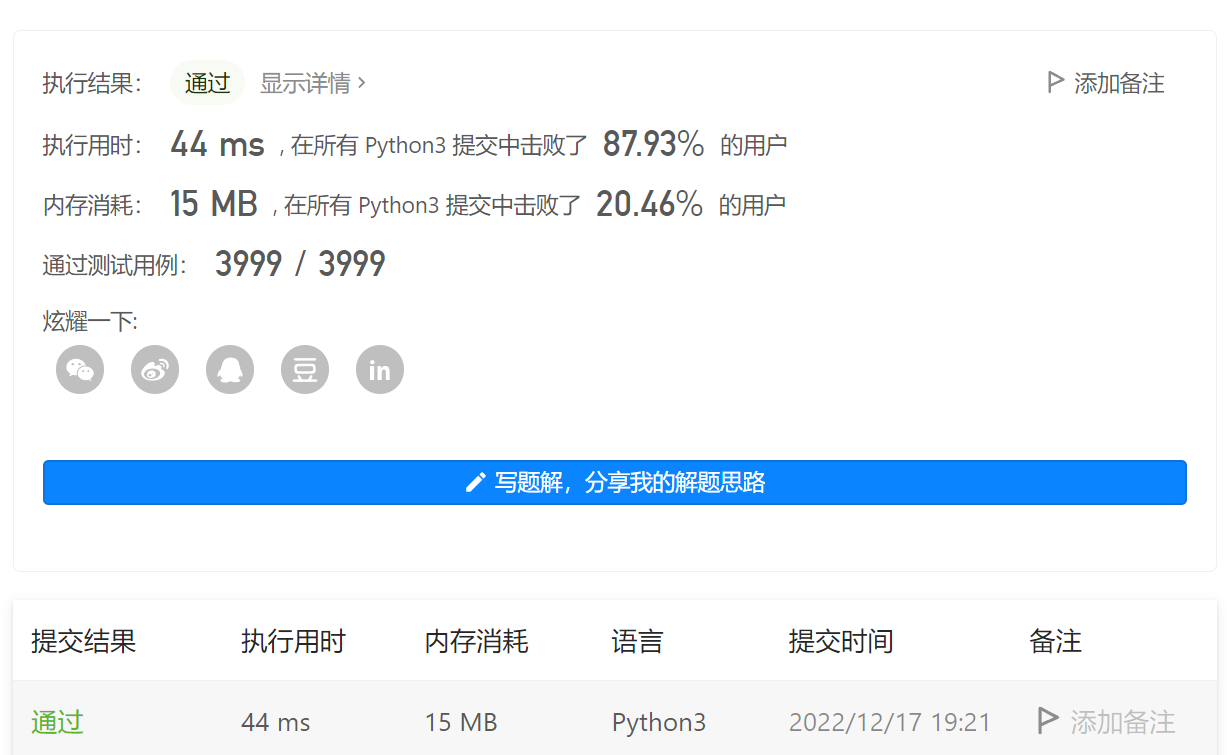 执行结果： 通过 显示详情 > 添加备注
执行用时： 44 ms , 在所有 Python3 提交中击败了 87.93% 的用户
内存消耗： 15 MB , 在所有 Python3 提交中击败了 20.46% 的用户
通过测试用例： 3999 / 3999
炫耀一下:
豆 in
写题解，分享我的解题思路
提交结果 执行用时 内存消耗 语言 提交时间 备注
通过 44 ms 15 MB Python3 2022/12/17 19:21 添加备注